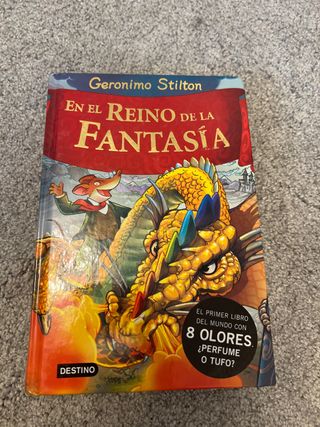 Geronimo Stilton
EN EL REINO DE LA
FANTASÍA
EL PRIMER LIBRO
DEL MUNDO CON
8 OLORES.
¿PERFUME
O TUFO?
DESTINO